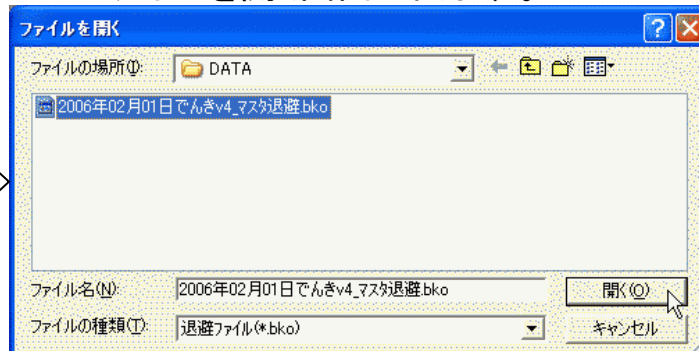 ファイルを開く
ファイルの場所(I): DATA
2006年02月01日でんきv4_マスタ退避.bko
ファイル名(N): 2006年02月01日でんきv4_マスタ退避.bko 開く(O)
ファイルの種類(T): 退避ファイル(*.bko) キャンセル